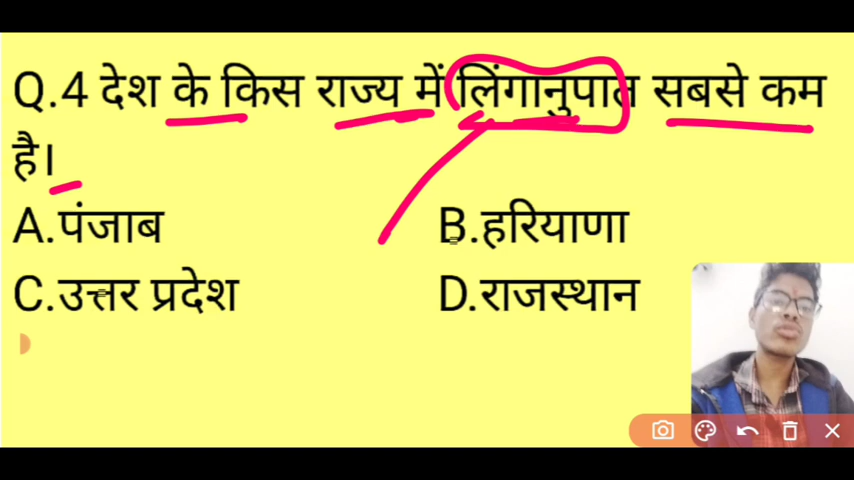 Q.4 देश के किस राज्य में लिंगानुपात सबसे कम
है।
A.पंजाब
B.हरियाणा
C.उत्तर प्रदेश
D.राजस्थान